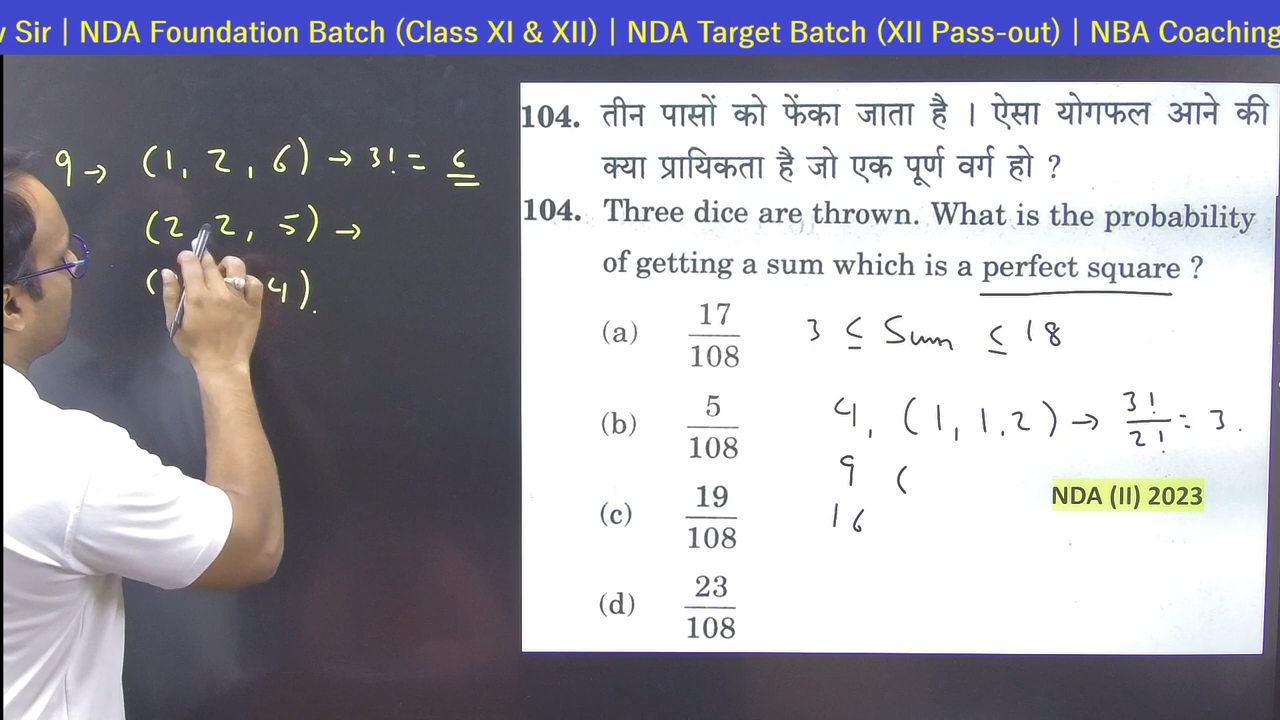 v Sir | NDA Foundation Batch (Class XI & XII) | NDA Target Batch (XII Pass-out) | NBA Coaching
9 → (1, 2, 6) → 3! = 6
(2, 2, 5) →
( 4).
104. तीन पासों को फेंका जाता है । ऐसा योगफल आने की
क्या प्रायिकता है जो एक पूर्ण वर्ग हो ?
104. Three dice are thrown. What is the probability
of getting a sum which is a perfect square ?
(a) 17/108 3 ≤ Sum ≤ 18
(b) 5/108 4, (1, 1, 2) → 3!/2! = 3.
9 (
NDA (II) 2023
(c) 19/108 16
(d) 23/108